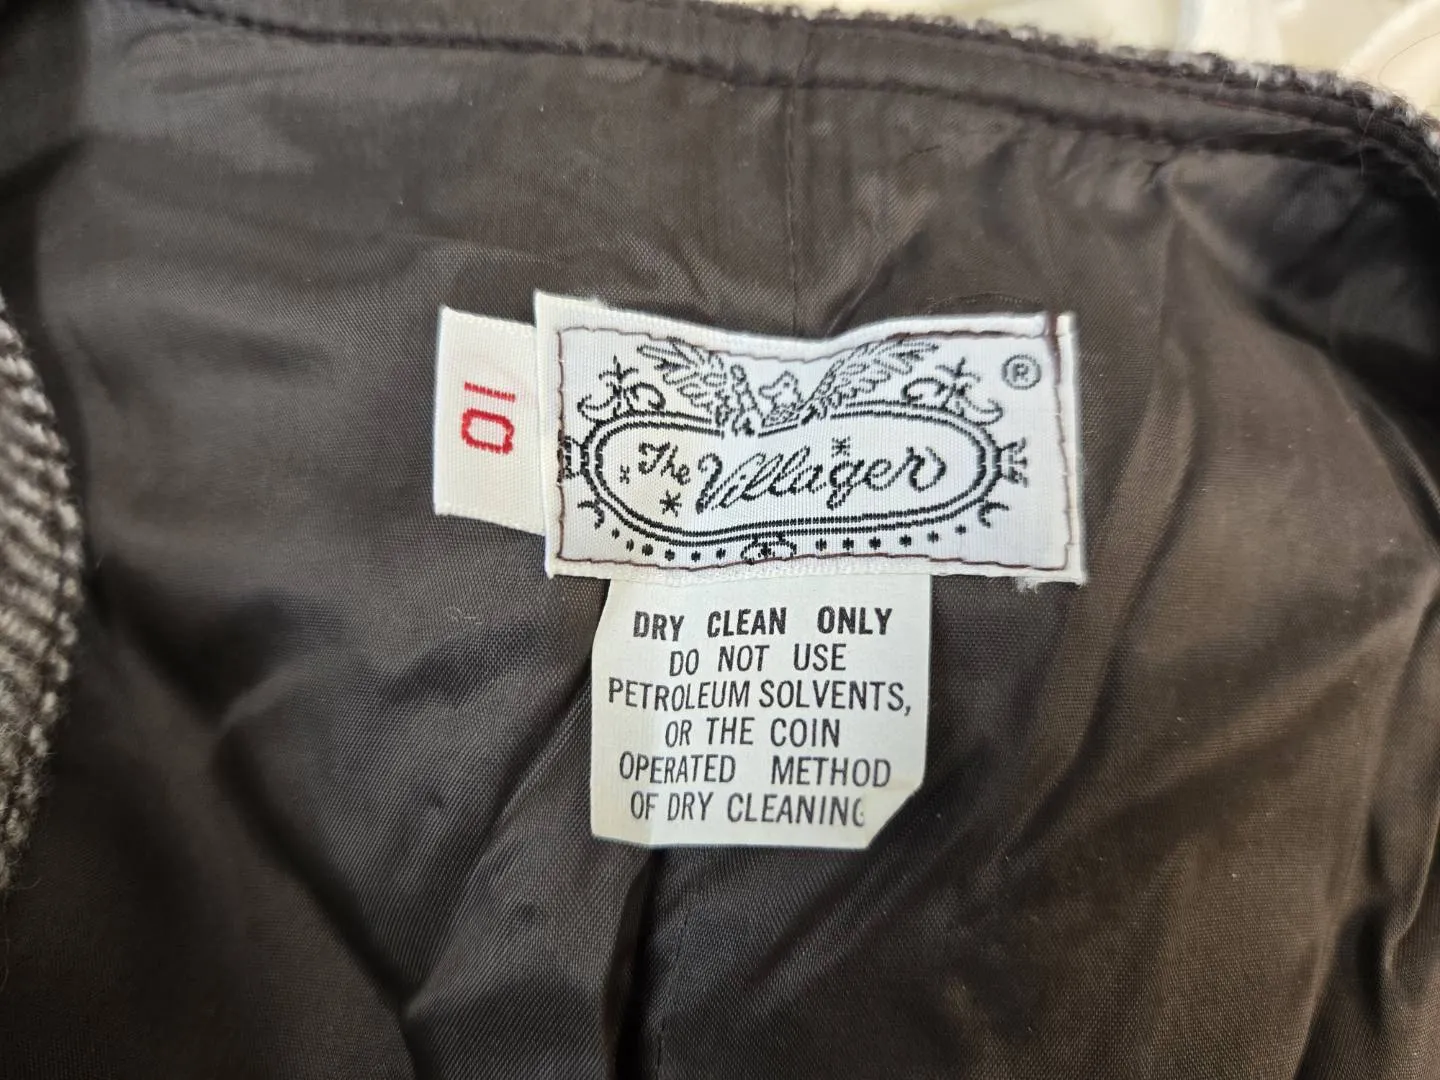 10
The Villager
®
DRY CLEAN ONLY
DO NOT USE
PETROLEUM SOLVENTS,
OR THE COIN
OPERATED METHOD
OF DRY CLEANING